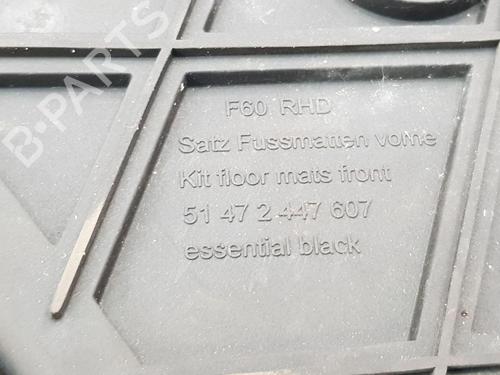 F60 RHD
Satz Fussmatten vorne
Kit floor mats front
51 47 2 447 607
essential black
B-PARTS